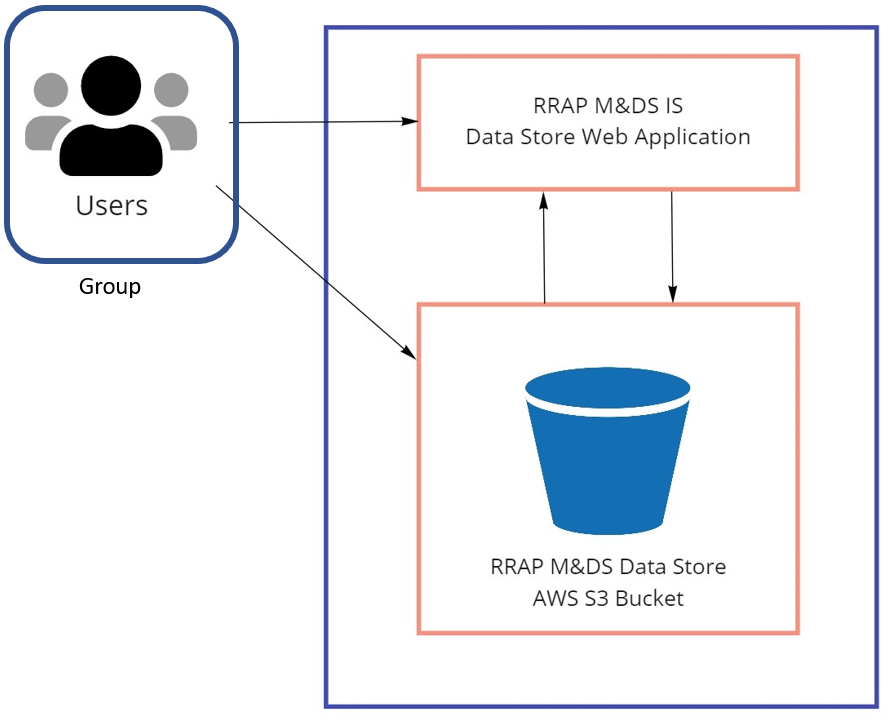 Users
Group
RRAP M&DS IS
Data Store Web Application
RRAP M&DS Data Store
AWS S3 Bucket